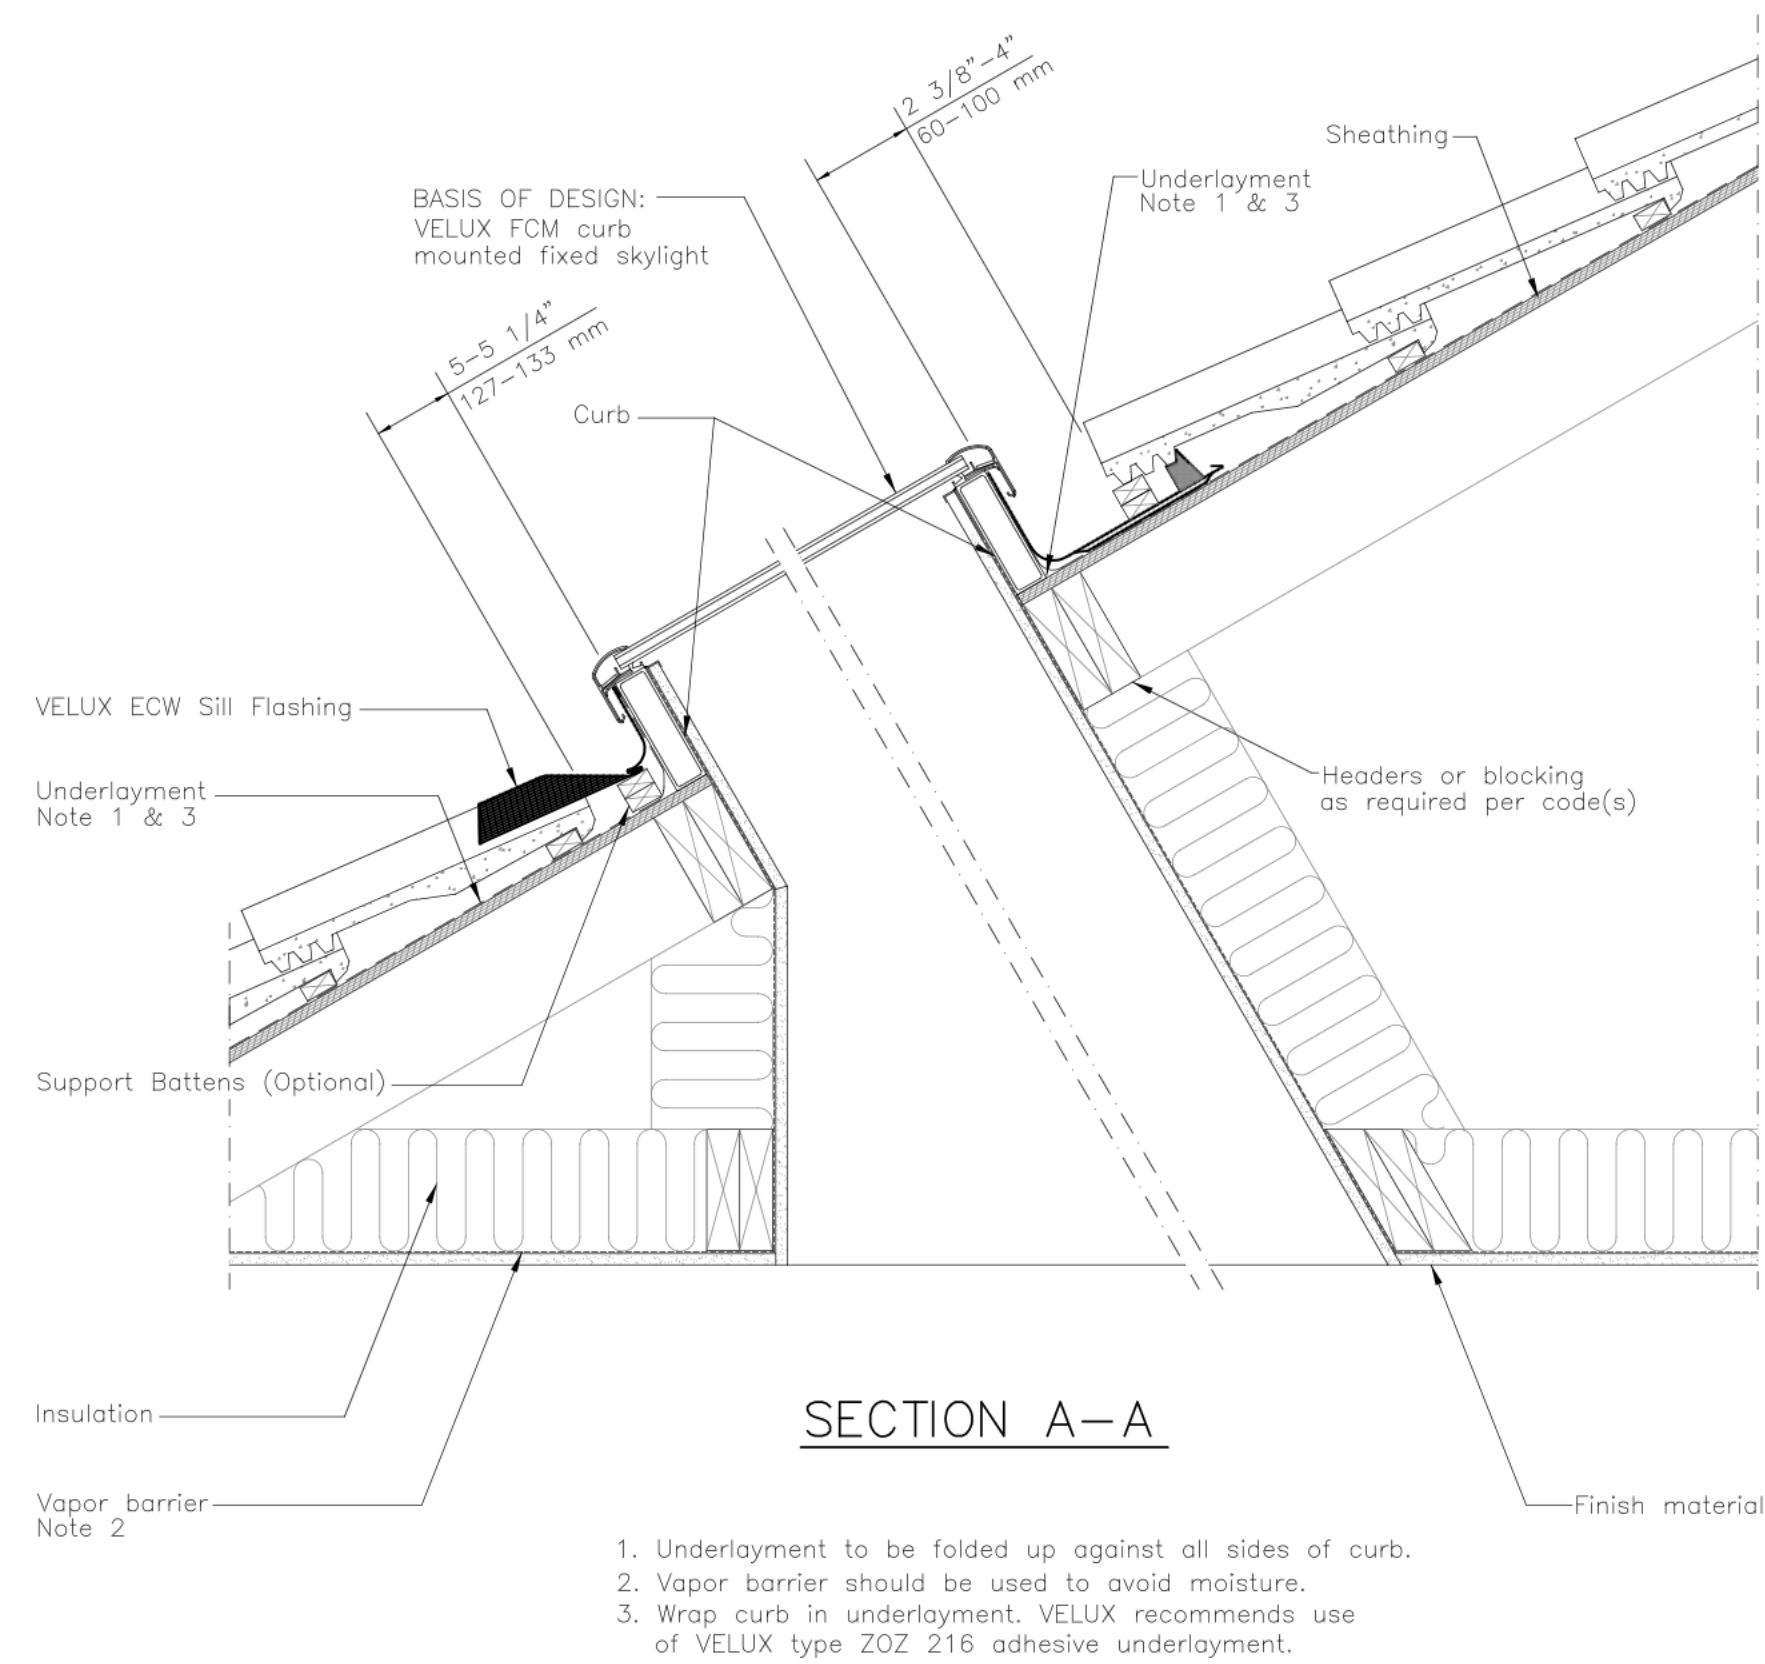 2 3/8"-4"
60-100 mm
Sheathing
Underlayment
Note 1 & 3
BASIS OF DESIGN:
VELUX FCM curb
mounted fixed skylight
5-5 1/4"
127-133 mm
Curb
VELUX ECW Sill Flashing
Underlayment
Note 1 & 3
Headers or blocking
as required per code(s)
Support Battens (Optional)
Insulation
Vapor barrier
Note 2
Finish material
SECTION A-A
1. Underlayment to be folded up against all sides of curb.
2. Vapor barrier should be used to avoid moisture.
3. Wrap curb in underlayment. VELUX recommends use
of VELUX type ZOZ 216 adhesive underlayment.